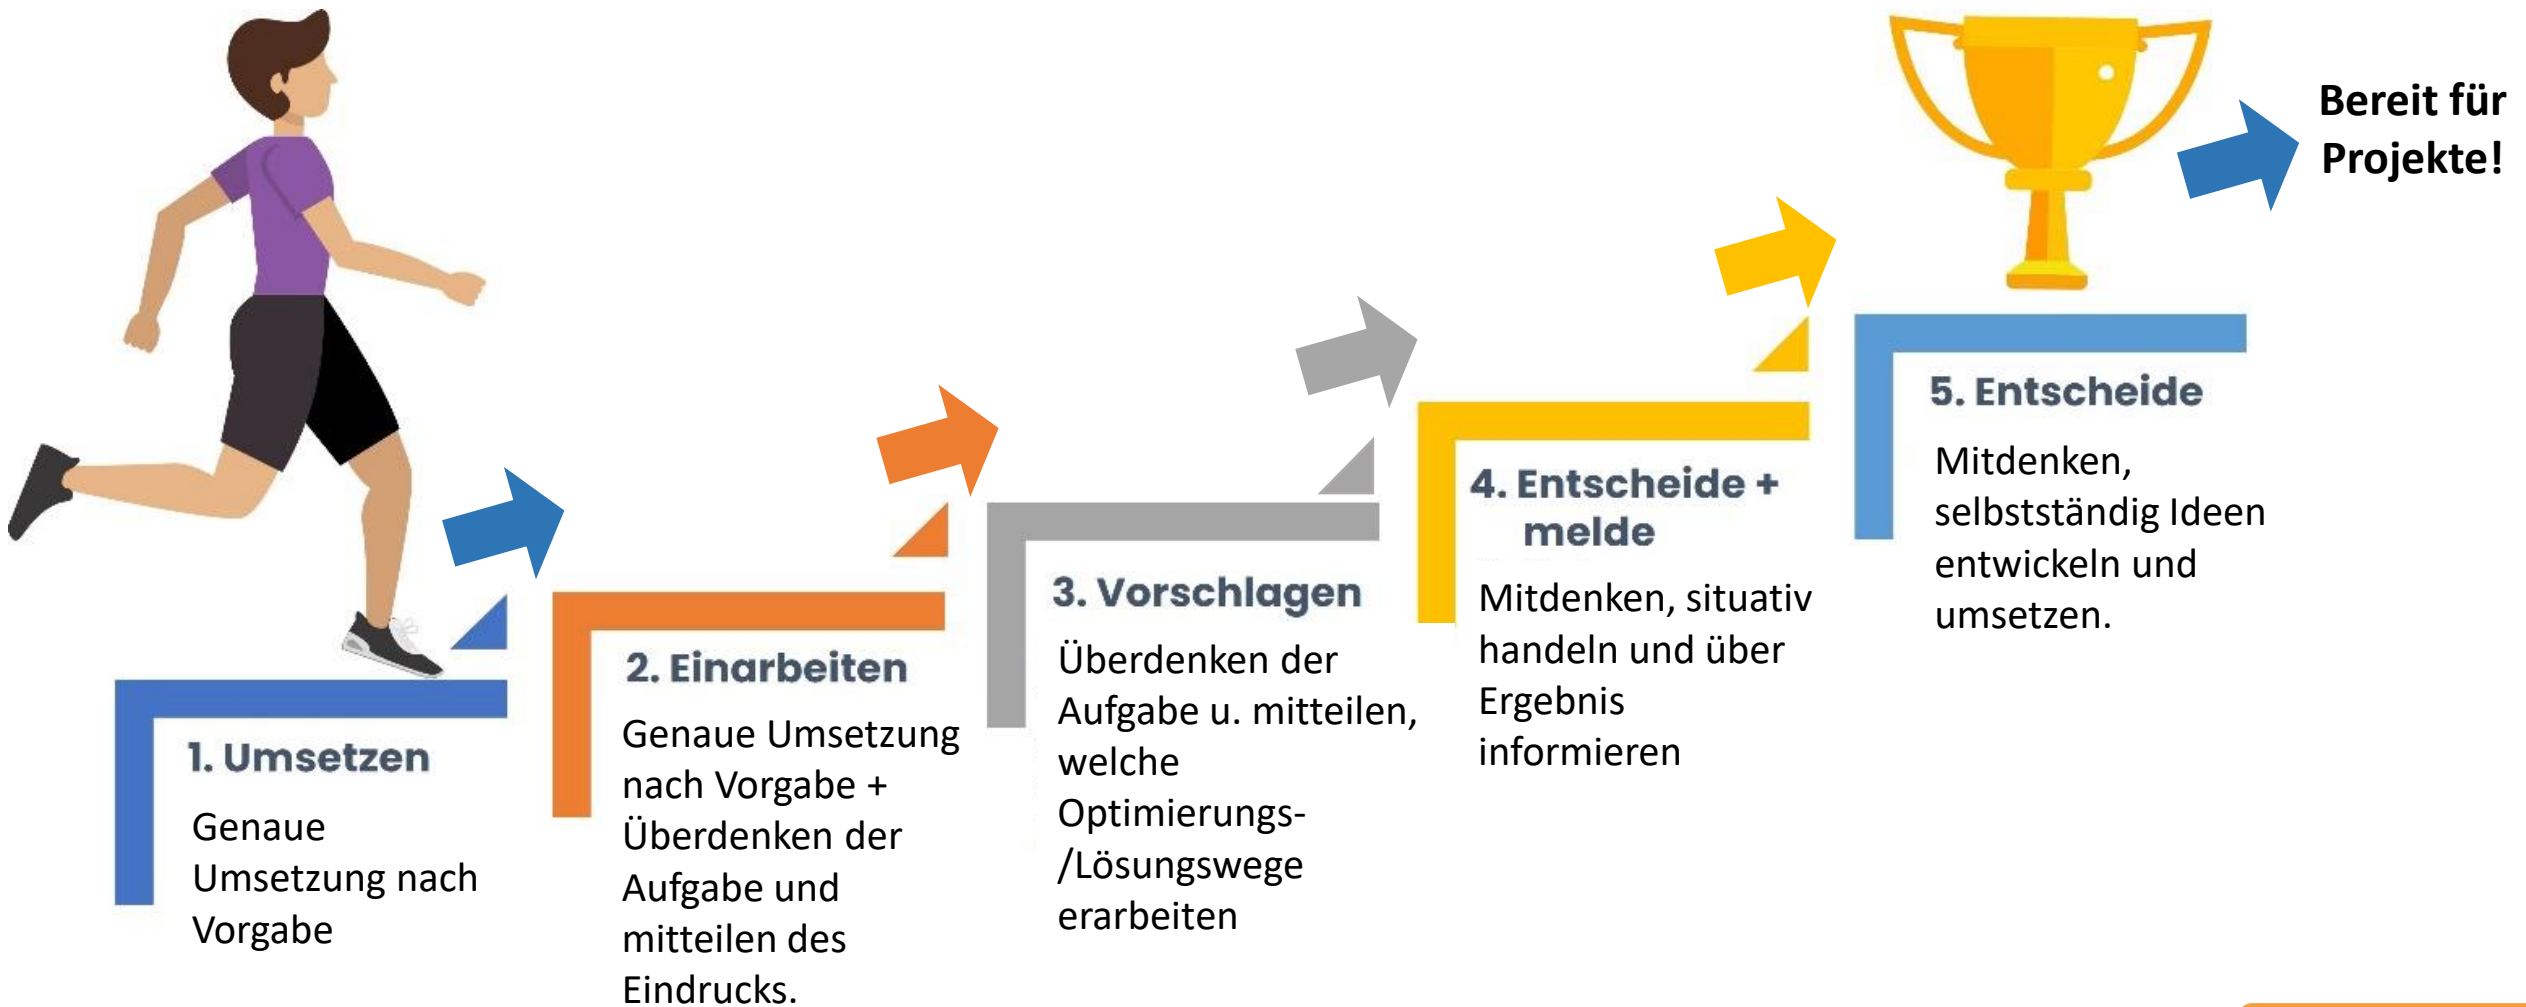 1. Umsetzen
Genaue
Umsetzung nach
Vorgabe
2. Einarbeiten
Genaue Umsetzung
nach Vorgabe +
Überdenken der
Aufgabe und
mitteilen des
Eindrucks.
3. Vorschlagen
Überdenken der
Aufgabe u. mitteilen,
welche
Optimierungs-
/Lösungswege
erarbeiten
4. Entscheide +
melde
Mitdenken, situativ
handeln und über
Ergebnis
informieren
5. Entscheide
Mitdenken,
selbstständig Ideen
entwickeln und
umsetzen.
Bereit für
Projekte!